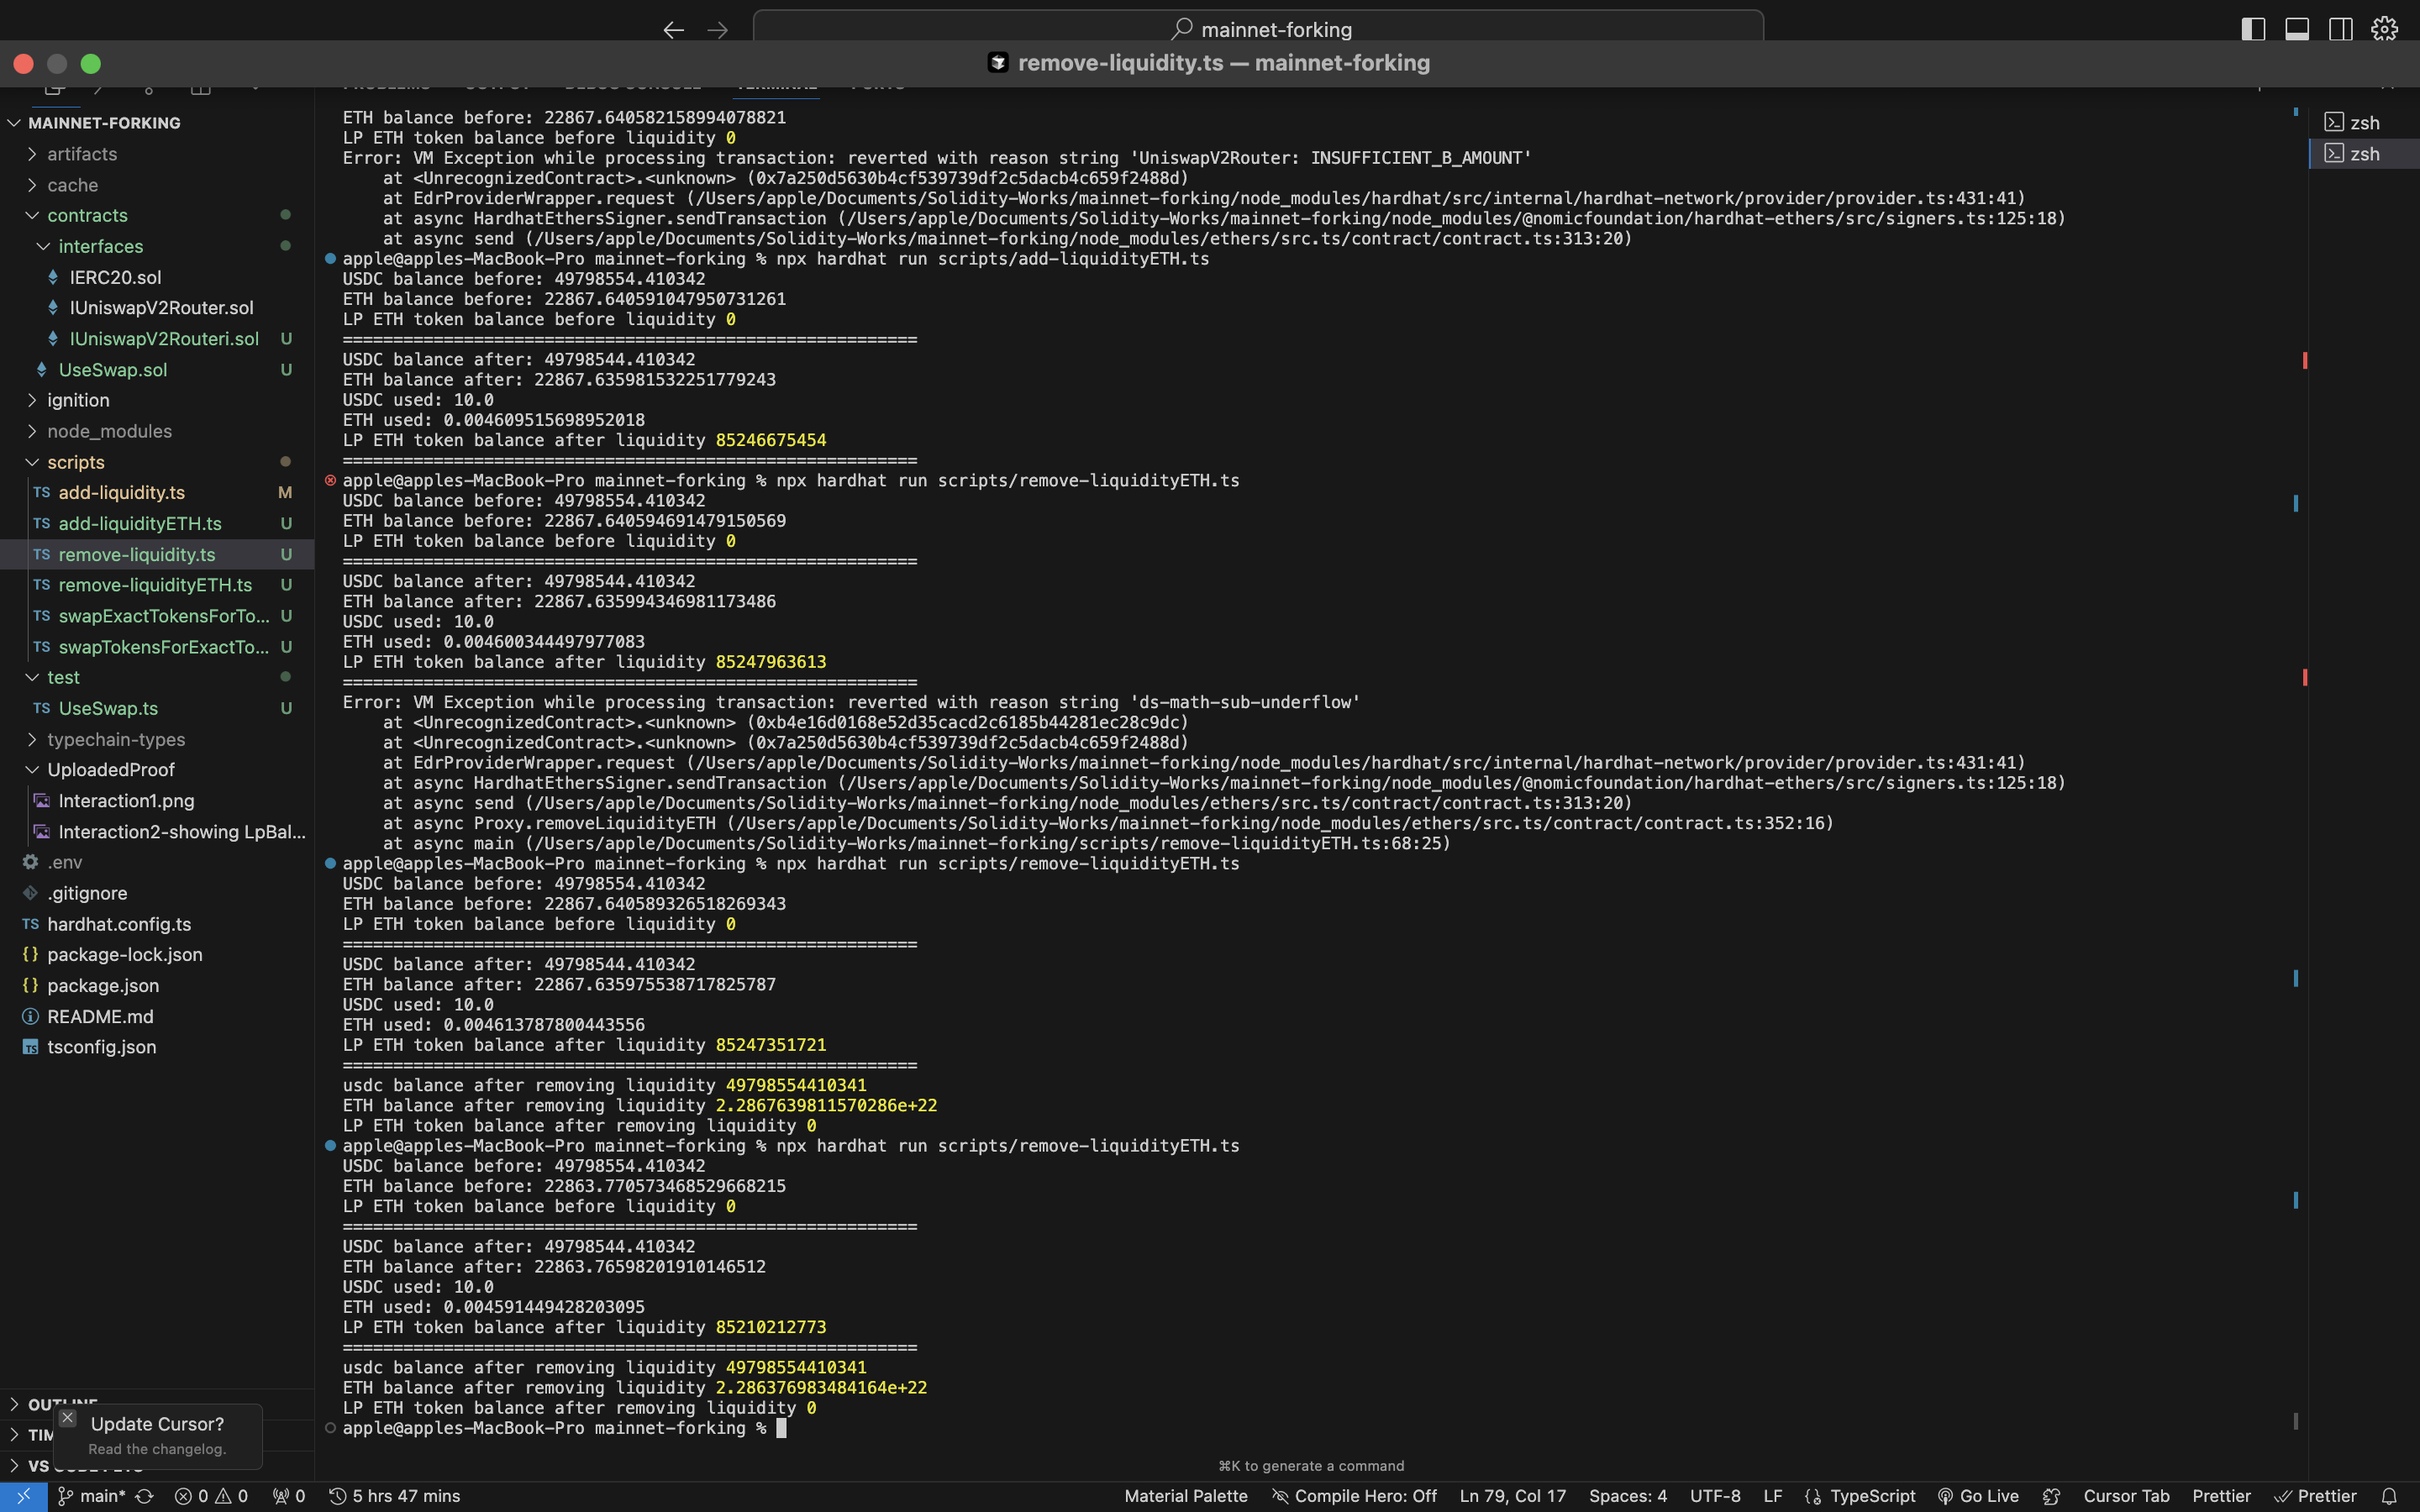 mainnet-forking
remove-liquidity.ts — mainnet-forking
MAINNET-FORKING
artifacts
cache
contracts
interfaces
IERC20.sol
IUniswapV2Router.sol
IUniswapV2Routeri.sol U
UseSwap.sol U
ignition
node_modules
scripts
TS add-liquidity.ts M
TS add-liquidityETH.ts U
TS remove-liquidity.ts U
TS remove-liquidityETH.ts U
TS swapExactTokensForTo... U
TS swapTokensForExactTo... U
test
TS UseSwap.ts U
typechain-types
UploadedProof
Interaction1.png
Interaction2-showing LpBal...
.env
.gitignore
TS hardhat.config.ts
{} package-lock.json
{} package.json
README.md
TS tsconfig.json
Update Cursor?
Read the changelog.
ETH balance before: 22867.640582158994078821
LP ETH token balance before liquidity 0
Error: VM Exception while processing transaction: reverted with reason string 'UniswapV2Router: INSUFFICIENT_B_AMOUNT'
at <UnrecognizedContract>.<unknown> (0x7a250d5630b4cf539739df2c5dacb4c659f2488d)
at EdrProviderWrapper.request (/Users/apple/Documents/Solidity-Works/mainnet-forking/node_modules/hardhat/src/internal/hardhat-network/provider/provider.ts:431:41)
at async HardhatEthersSigner.sendTransaction (/Users/apple/Documents/Solidity-Works/mainnet-forking/node_modules/@nomicfoundation/hardhat-ethers/src/signers.ts:125:18)
at async send (/Users/apple/Documents/Solidity-Works/mainnet-forking/node_modules/ethers/src.ts/contract/contract.ts:313:20)
apple@apples-MacBook-Pro mainnet-forking % npx hardhat run scripts/add-liquidityETH.ts
USDC balance before: 49798554.410342
ETH balance before: 22867.640591047950731261
LP ETH token balance before liquidity 0
=========================================================
USDC balance after: 49798544.410342
ETH balance after: 22867.635981532251779243
USDC used: 10.0
ETH used: 0.004609515698952018
LP ETH token balance after liquidity 85246675454
=========================================================
apple@apples-MacBook-Pro mainnet-forking % npx hardhat run scripts/remove-liquidityETH.ts
USDC balance before: 49798554.410342
ETH balance before: 22867.640594691479150569
LP ETH token balance before liquidity 0
=========================================================
USDC balance after: 49798544.410342
ETH balance after: 22867.635994346981173486
USDC used: 10.0
ETH used: 0.004600344497977083
LP ETH token balance after liquidity 85247963613
=========================================================
Error: VM Exception while processing transaction: reverted with reason string 'ds-math-sub-underflow'
at <UnrecognizedContract>.<unknown> (0xb4e16d0168e52d35cacd2c6185b44281ec28c9dc)
at <UnrecognizedContract>.<unknown> (0x7a250d5630b4cf539739df2c5dacb4c659f2488d)
at EdrProviderWrapper.request (/Users/apple/Documents/Solidity-Works/mainnet-forking/node_modules/hardhat/src/internal/hardhat-network/provider/provider.ts:431:41)
at async HardhatEthersSigner.sendTransaction (/Users/apple/Documents/Solidity-Works/mainnet-forking/node_modules/@nomicfoundation/hardhat-ethers/src/signers.ts:125:18)
at async send (/Users/apple/Documents/Solidity-Works/mainnet-forking/node_modules/ethers/src.ts/contract/contract.ts:313:20)
at async Proxy.removeLiquidityETH (/Users/apple/Documents/Solidity-Works/mainnet-forking/node_modules/ethers/src.ts/contract/contract.ts:352:16)
at async main (/Users/apple/Documents/Solidity-Works/mainnet-forking/scripts/remove-liquidityETH.ts:68:25)
apple@apples-MacBook-Pro mainnet-forking % npx hardhat run scripts/remove-liquidityETH.ts
USDC balance before: 49798554.410342
ETH balance before: 22867.640589326518269343
LP ETH token balance before liquidity 0
=========================================================
USDC balance after: 49798544.410342
ETH balance after: 22867.635975538717825787
USDC used: 10.0
ETH used: 0.004613787800443556
LP ETH token balance after liquidity 85247351721
=========================================================
usdc balance after removing liquidity 49798554410341
ETH balance after removing liquidity 2.2867639811570286e+22
LP ETH token balance after removing liquidity 0
apple@apples-MacBook-Pro mainnet-forking % npx hardhat run scripts/remove-liquidityETH.ts
USDC balance before: 49798554.410342
ETH balance before: 22863.770573468529668215
LP ETH token balance before liquidity 0
=========================================================
USDC balance after: 49798544.410342
ETH balance after: 22863.76598201910146512
USDC used: 10.0
ETH used: 0.004591449428203095
LP ETH token balance after liquidity 85210212773
=========================================================
usdc balance after removing liquidity 49798554410341
ETH balance after removing liquidity 2.286376983484164e+22
LP ETH token balance after removing liquidity 0
apple@apples-MacBook-Pro mainnet-forking %
⌘K to generate a command
zsh
zsh
main* 0 0 0 5 hrs 47 mins Material Palette Compile Hero: Off Ln 79, Col 17 Spaces: 4 UTF-8 LF TypeScript Go Live Cursor Tab Prettier Prettier